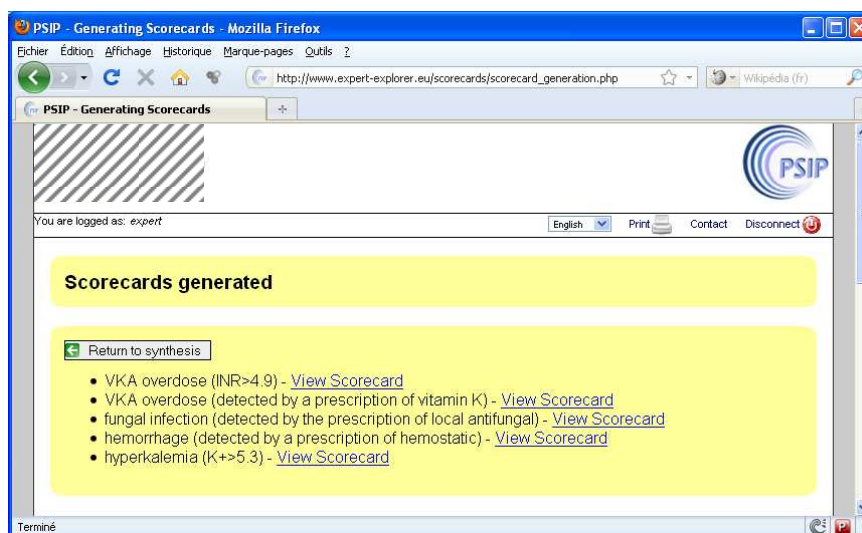 PSIP - Generating Scorecards - Mozilla Firefox
Fichier Édition Affichage Historique Marque-pages Outils ?
http://www.expert-explorer.eu/scorecards/scorecard_generation.php Wikipédia (fr)
PSIP - Generating Scorecards
PSIP
You are logged as: expert English Print Contact Disconnect
Scorecards generated
Return to synthesis
• VKA overdose (INR>4.9) - View Scorecard
• VKA overdose (detected by a prescription of vitamin K) - View Scorecard
• fungal infection (detected by the prescription of local antifungal) - View Scorecard
• hemorrhage (detected by a prescription of hemostatic) - View Scorecard
• hyperkalemia (K+>5.3) - View Scorecard
Terminé